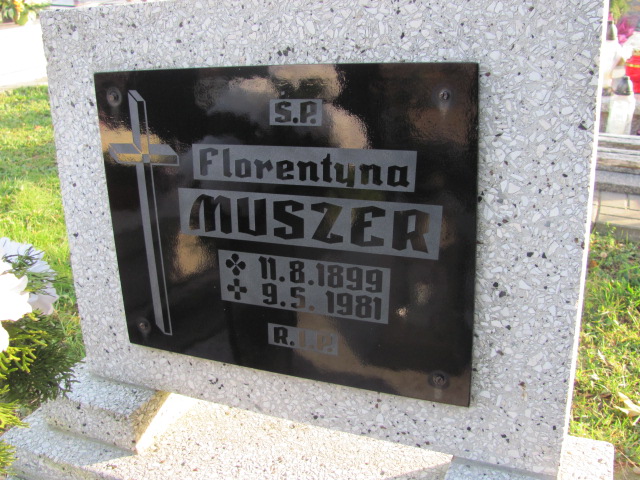 Ś.P.
Florentyna
MUSZER
11.8.1899
9.5.1981
R.I.P.